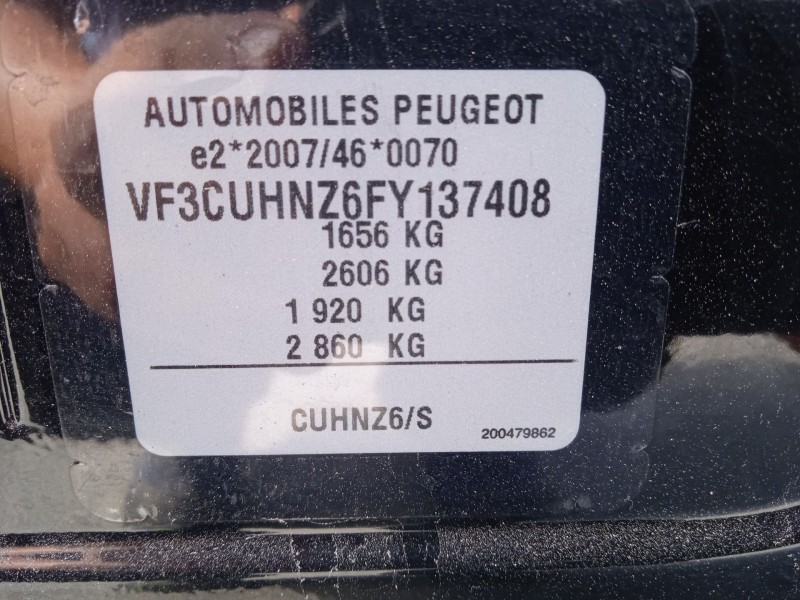 AUTOMOBILES PEUGEOT
e2*2007/46*0070
VF3CUHNZ6FY137408
1656 KG
2606 KG
1 920 KG
2 860 KG
CUHNZ6/S
200479862